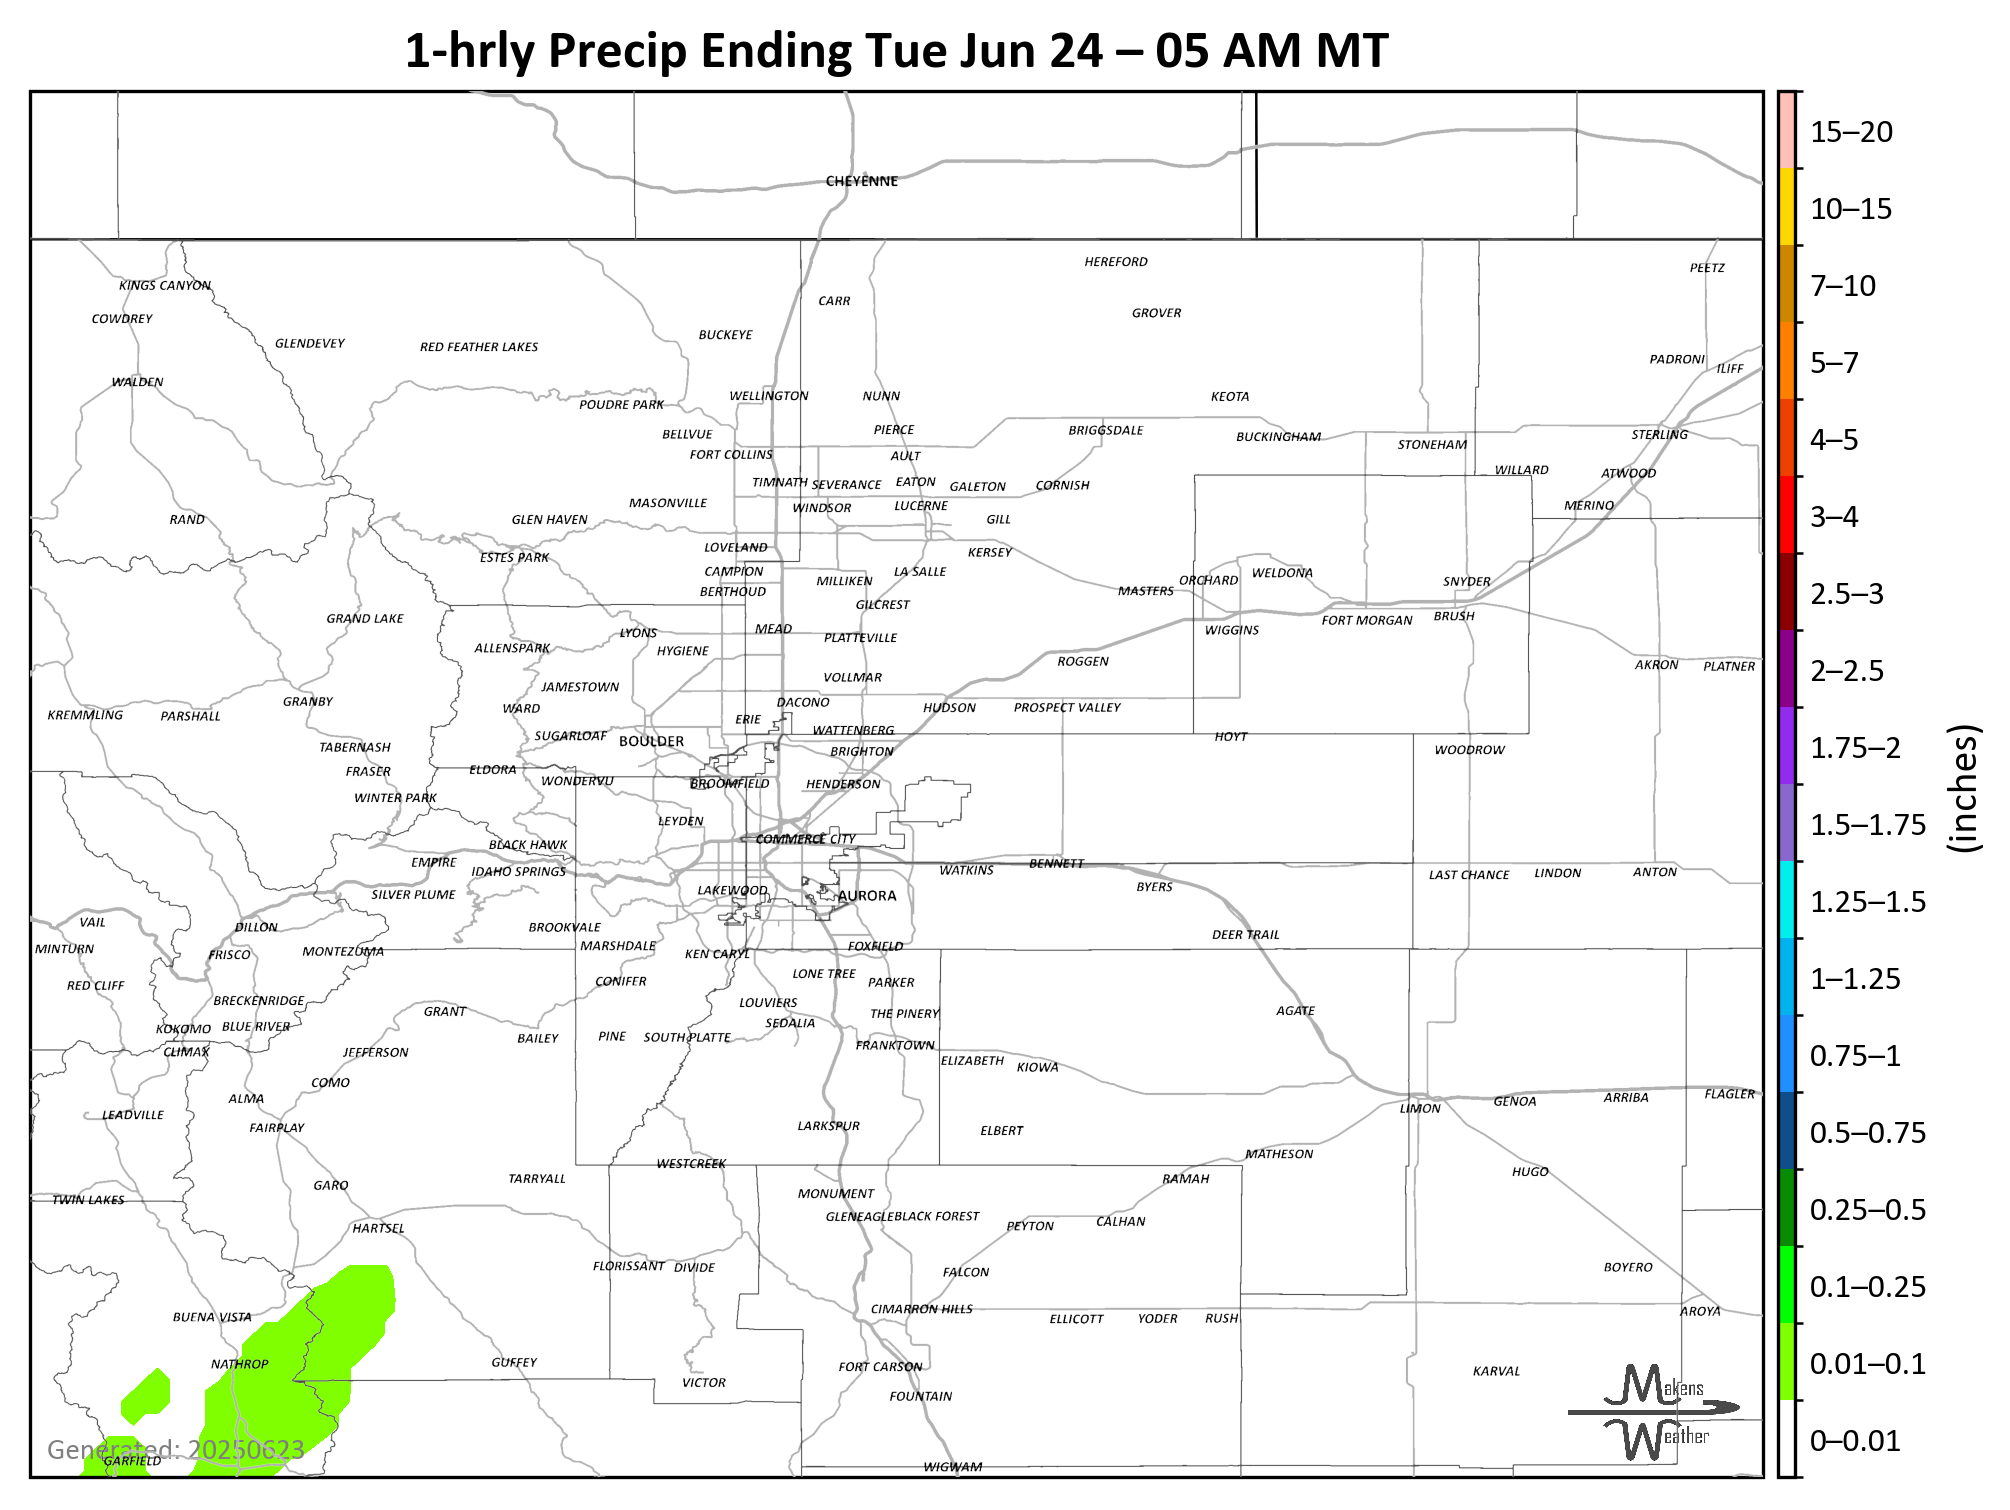 1-hrly Precip Ending Tue Jun 24 – 05 AM MT
CHEYENNE
HEREFORD
PEETZ
KINGS CANYON
CARR
COWDREY
GROVER
BUCKEYE
GLENDEVEY
RED FEATHER LAKES
PADRONI
ILIFF
WALDEN
WELLINGTON
NUNN
KEOTA
POUDRE PARK
BELLVUE
PIERCE
BRIGGSDALE
BUCKINGHAM
STERLING
STONEHAM
FORT COLLINS
AULT
WILLARD
ATWOOD
TIMNATH
SEVERANCE
EATON
GALETON
CORNISH
MASONVILLE
WINDSOR
LUCERNE
MERINO
RAND
GLEN HAVEN
GILL
LOVELAND
KERSEY
ESTES PARK
CAMPION
LA SALLE
WELDONA
MILLIKEN
ORCHARD
SNYDER
BERTHOUD
MASTERS
GILCREST
GRAND LAKE
FORT MORGAN
BRUSH
LYONS
MEAD
WIGGINS
PLATTEVILLE
ALLENSPARK
HYGIENE
ROGGEN
AKRON
PLATNER
VOLLMAR
JAMESTOWN
GRANBY
DACONO
WARD
HUDSON
PROSPECT VALLEY
KREMMLING
PARSHALL
ERIE
WATTENBERG
SUGARLOAF
BOULDER
HOYT
TABERNASH
BRIGHTON
WOODROW
FRASER
ELDORA
WONDERVU
BROOMFIELD
HENDERSON
WINTER PARK
LEYDEN
COMMERCE CITY
BLACK HAWK
EMPIRE
IDAHO SPRINGS
WATKINS
BENNETT
LAST CHANCE
LINDON
ANTON
BYERS
SILVER PLUME
LAKEWOOD
AURORA
VAIL
DILLON
BROOKVALE
DEER TRAIL
MINTURN
FRISCO
MONTEZUMA
MARSHDALE
KEN CARYL
FOXFIELD
LONE TREE
RED CLIFF
CONIFER
PARKER
BRECKENRIDGE
LOUVIERS
GRANT
THE PINERY
AGATE
KOKOMO
BLUE RIVER
SEDALIA
BAILEY
PINE
SOUTH PLATTE
CLIMAX
JEFFERSON
FRANKTOWN
ELIZABETH
KIOWA
COMO
ALMA
FLAGLER
LEADVILLE
LIMON
GENOA
ARRIBA
FAIRPLAY
LARKSPUR
ELBERT
WESTCREEK
MATHESON
HUGO
GARO
TARRYALL
RAMAH
TWIN LAKES
MONUMENT
HARTSEL
GLENEAGLE
BLACK FOREST
PEYTON
CALHAN
FLORISSANT
DIVIDE
FALCON
BOYERO
BUENA VISTA
CIMARRON HILLS
ELLICOTT
YODER
RUSH
AROYA
NATHROP
GUFFEY
FORT CARSON
KARVAL
VICTOR
FOUNTAIN
GARFIELD
WIGWAM
Generated: 20250623
Makens
Weather
15–20
10–15
7–10
5–7
4–5
3–4
2.5–3
2–2.5
1.75–2
1.5–1.75
1.25–1.5
1–1.25
0.75–1
0.5–0.75
0.25–0.5
0.1–0.25
0.01–0.1
0–0.01
(inches)